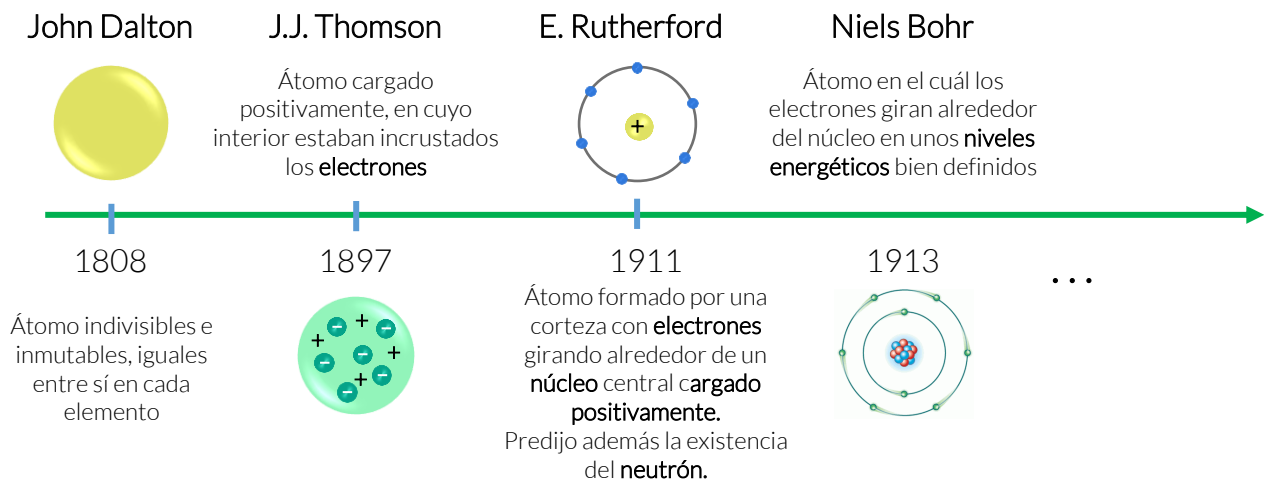 John Dalton
J.J. Thomson
E. Rutherford
Niels Bohr
Átomo cargado
positivamente, en cuyo
interior estaban incrustados
los electrones
+
Átomo en el cuál los
electrones giran alrededor
del núcleo en unos niveles
energéticos bien definidos
1808
1897
1911
1913
...
Átomo indivisibles e
inmutables, iguales
entre sí en cada
elemento
− + −
+ − − +
+ −
−
Átomo formado por una
corteza con electrones
girando alrededor de un
núcleo central cargado
positivamente.
Predijo además la existencia
del neutrón.